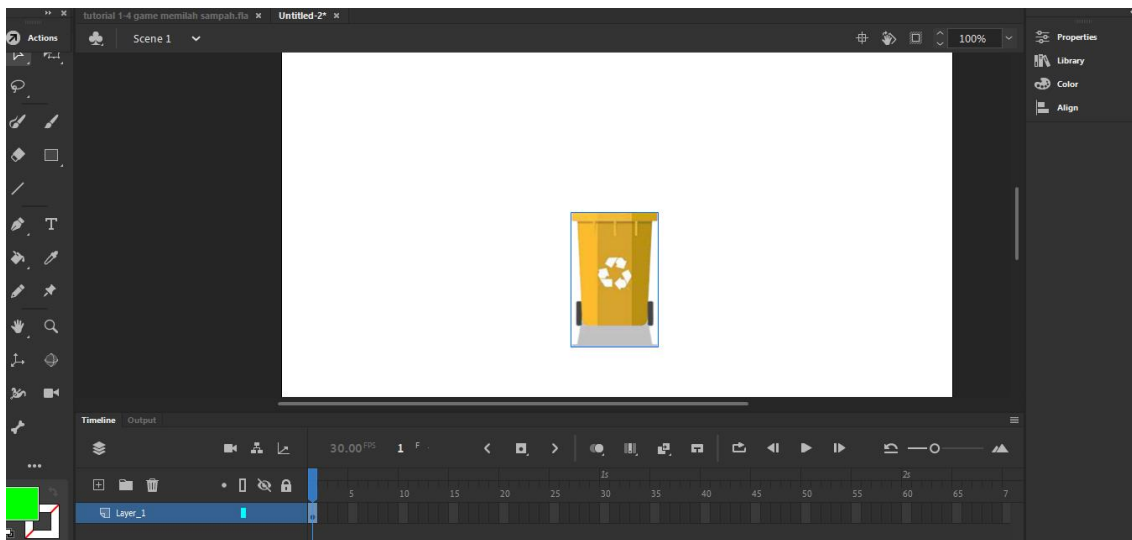 tutorial 1-4 game memilah sampah.fla × Untitled-2* ×
Actions
Scene 1
100%
Properties
Library
Color
Align
T
Timeline Output
30.00 FPS 1 F
1s 2s
5 10 15 20 25 30 35 40 45 50 55 60 65 7
Layer_1